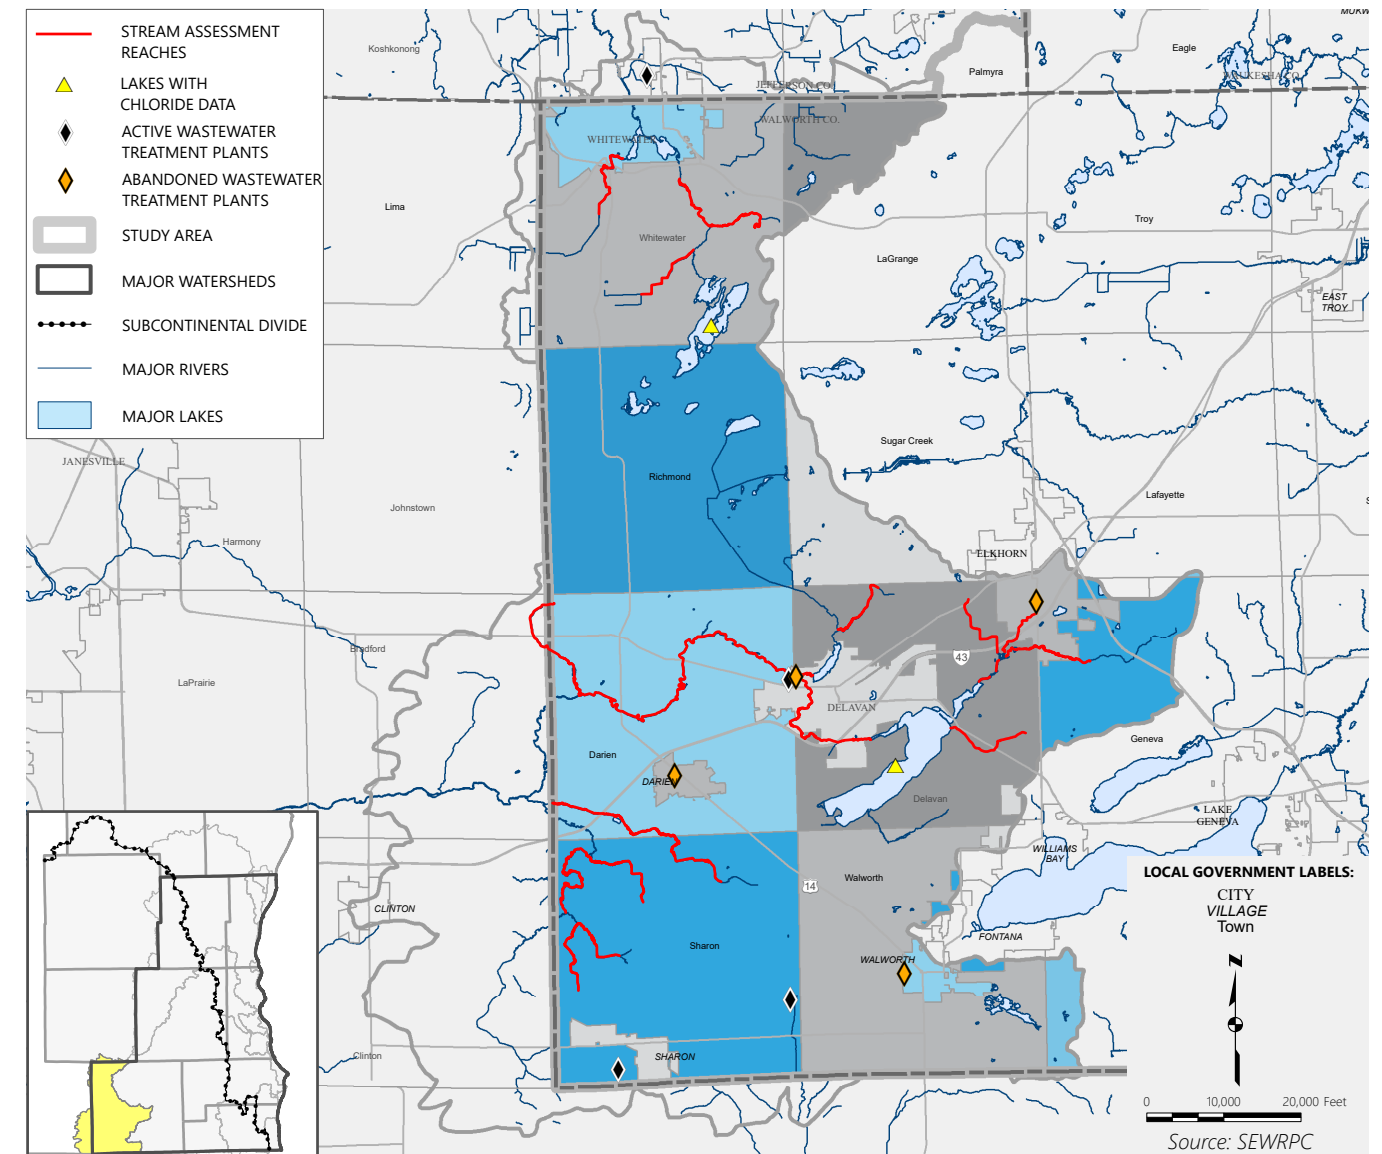 STREAM ASSESSMENT
REACHES
LAKES WITH
CHLORIDE DATA
ACTIVE WASTEWATER
TREATMENT PLANTS
ABANDONED WASTEWATER
TREATMENT PLANTS
STUDY AREA
MAJOR WATERSHEDS
SUBCONTINENTAL DIVIDE
MAJOR RIVERS
MAJOR LAKES
Koshkonong
Eagle
Palmyra
JEFFERSON CO.
WALWORTH CO.
WHITEWATER
Lima
Whitewater
Troy
LaGrange
EAST
TROY
Sugar Creek
JANESVILLE
Richmond
Lafayette
Johnstown
Harmony
ELKHORN
Bradford
43
LaPrairie
DELAVAN
Geneva
Darien
DARIEN
Delavan
LAKE
GENEVA
WILLIAMS
BAY
Walworth
14
CLINTON
FONTANA
Sharon
WALWORTH
Clinton
SHARON
LOCAL GOVERNMENT LABELS:
CITY
VILLAGE
Town
N
0 10,000 20,000 Feet
Source: SEWRPC